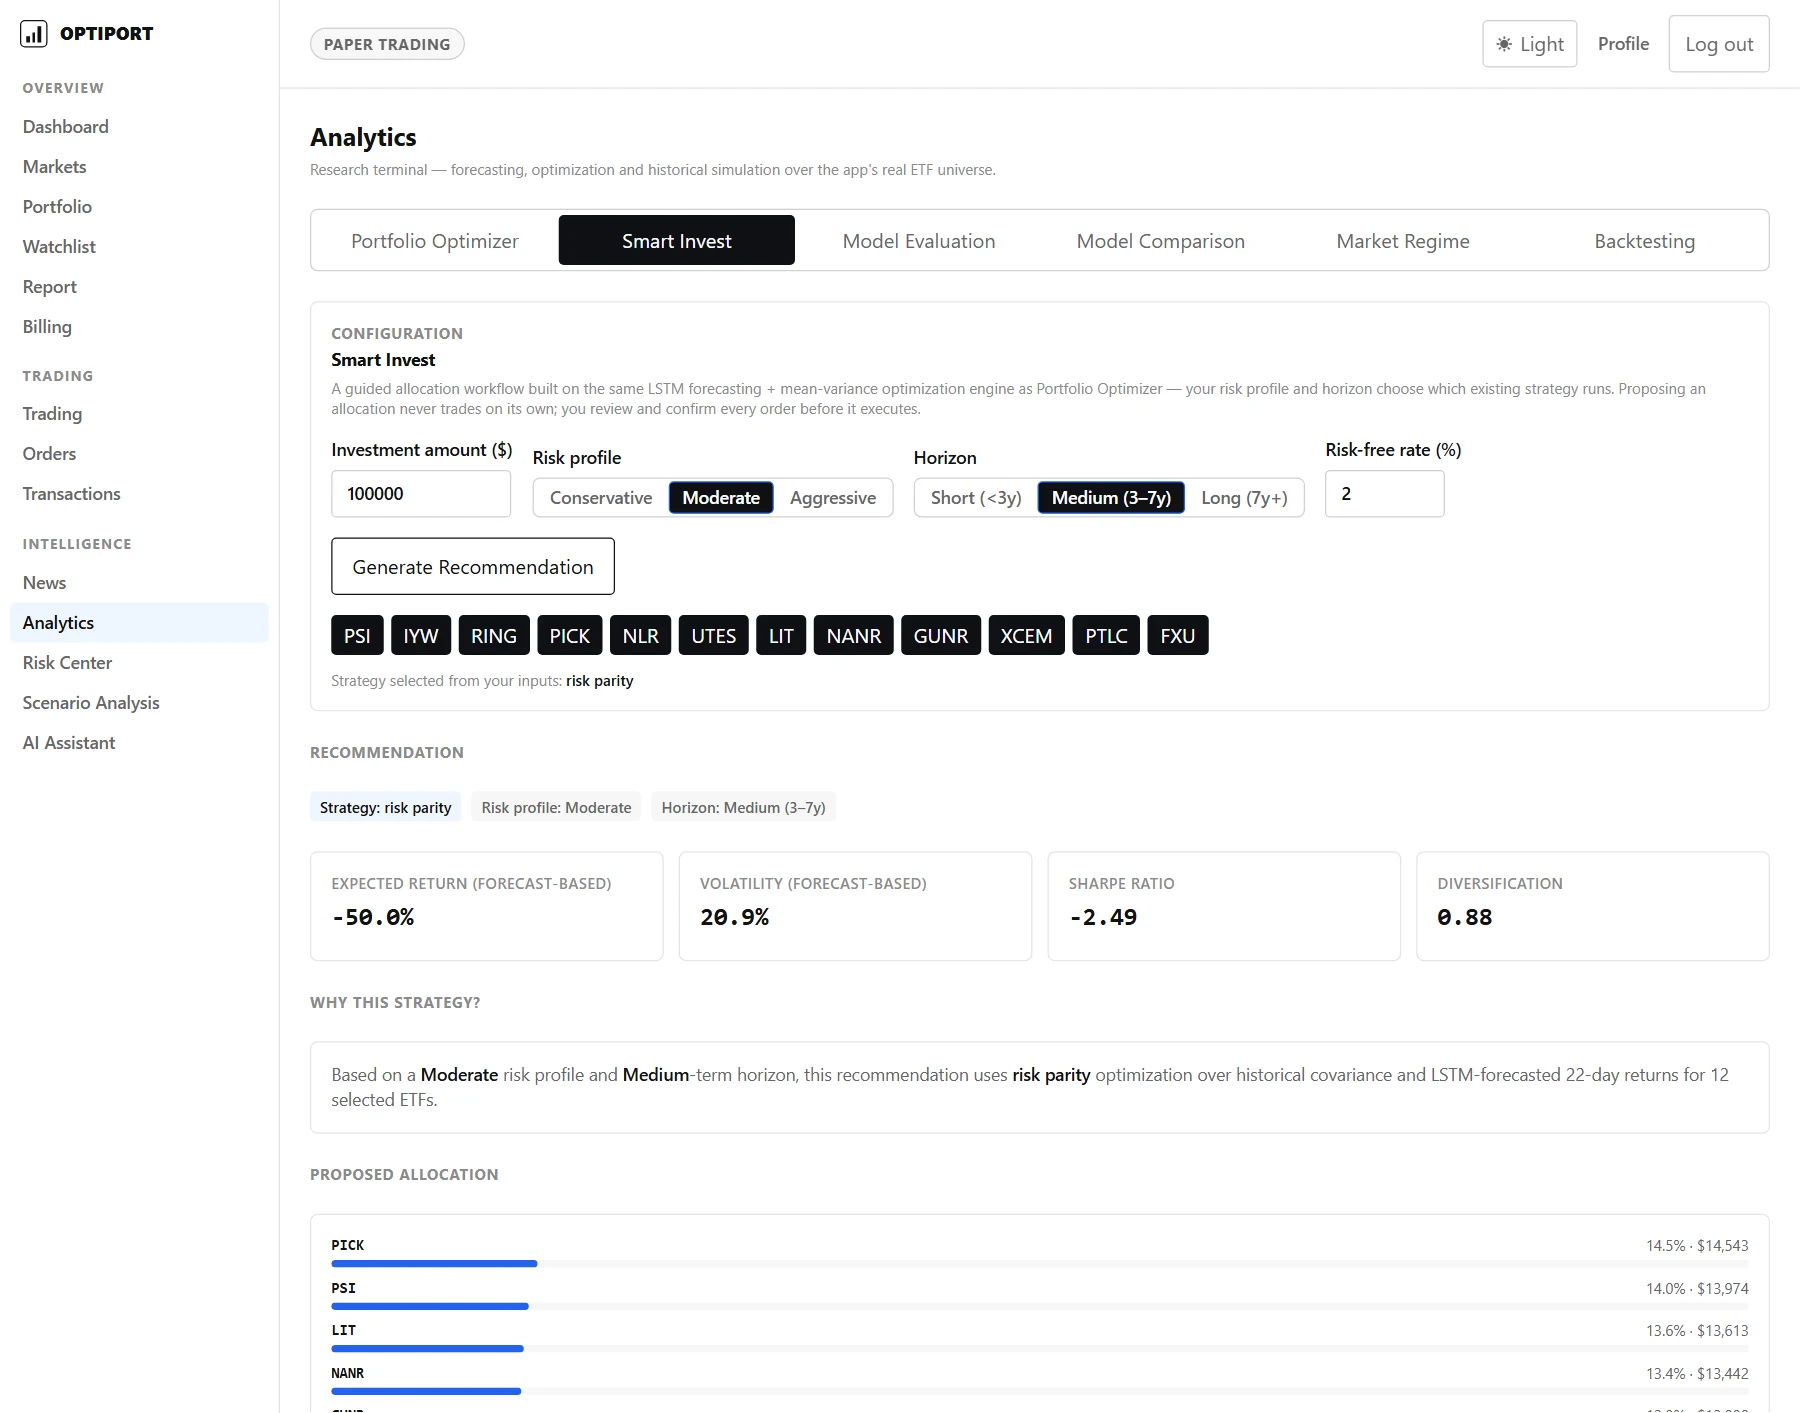 OPTIPORT
OVERVIEW
Dashboard
Markets
Portfolio
Watchlist
Report
Billing
TRADING
Trading
Orders
Transactions
INTELLIGENCE
News
Analytics
Risk Center
Scenario Analysis
AI Assistant
PAPER TRADING
Light
Profile
Log out
Analytics
Research terminal — forecasting, optimization and historical simulation over the app's real ETF universe.
Portfolio Optimizer
Smart Invest
Model Evaluation
Model Comparison
Market Regime
Backtesting
CONFIGURATION
Smart Invest
A guided allocation workflow built on the same LSTM forecasting + mean-variance optimization engine as Portfolio Optimizer — your risk profile and horizon choose which existing strategy runs. Proposing an
allocation never trades on its own; you review and confirm every order before it executes.
Investment amount ($)
100000
Risk profile
Conservative Moderate Aggressive
Horizon
Short (<3y) Medium (3–7y) Long (7y+)
Risk-free rate (%)
2
Generate Recommendation
PSI IYW RING PICK NLR UTES LIT NANR GUNR XCEM PTLC FXU
Strategy selected from your inputs: risk parity
RECOMMENDATION
Strategy: risk parity
Risk profile: Moderate
Horizon: Medium (3–7y)
EXPECTED RETURN (FORECAST-BASED)
-50.0%
VOLATILITY (FORECAST-BASED)
20.9%
SHARPE RATIO
-2.49
DIVERSIFICATION
0.88
WHY THIS STRATEGY?
Based on a Moderate risk profile and Medium-term horizon, this recommendation uses risk parity optimization over historical covariance and LSTM-forecasted 22-day returns for 12
selected ETFs.
PROPOSED ALLOCATION
PICK 14.5% · $14,543
PSI 14.0% · $13,974
LIT 13.6% · $13,613
NANR 13.4% · $13,442